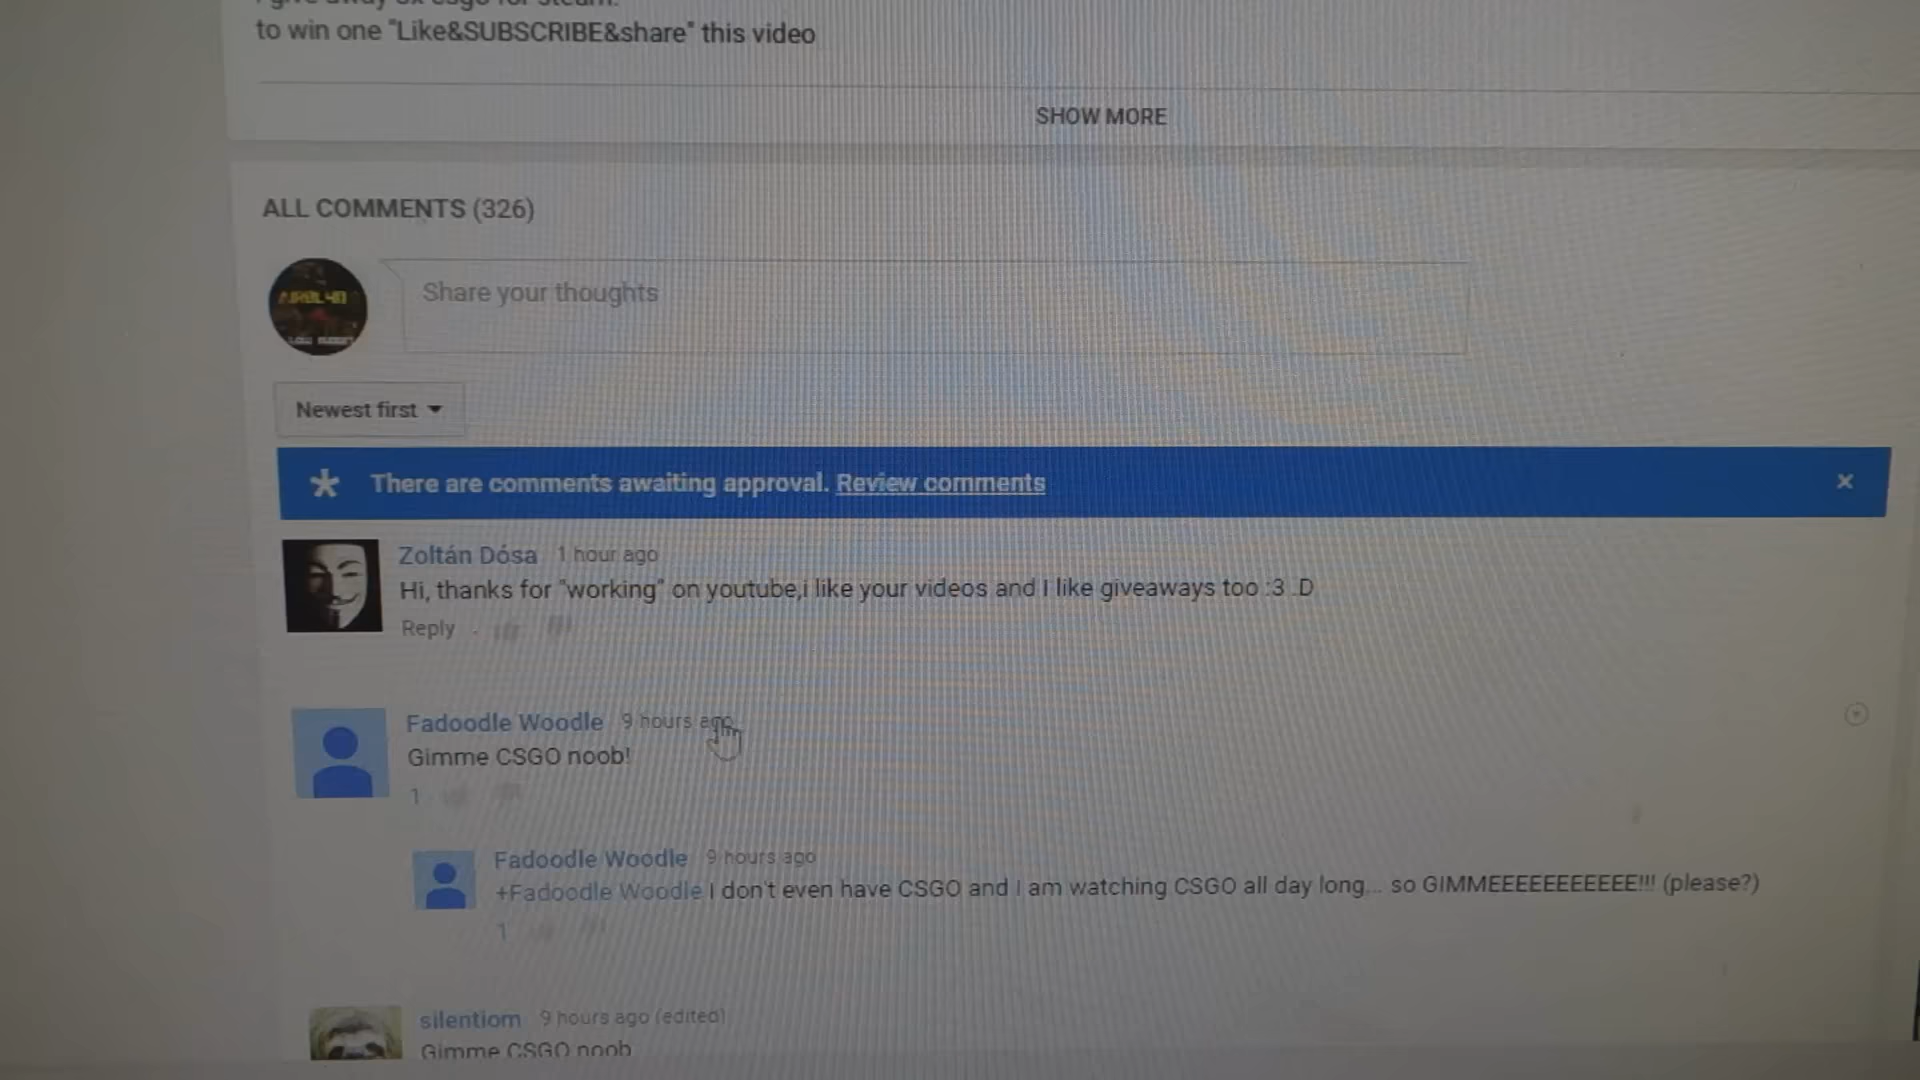 to win one "Like&SUBSCRIBE&share" this video
SHOW MORE
ALL COMMENTS (326)
Share your thoughts
Newest first
There are comments awaiting approval. Review comments
Zoltán Dósa 1 hour ago
Hi, thanks for "working" on youtube,i like your videos and I like giveaways too :3 :D
Reply
Fadoodle Woodle 9 hours ago
Gimme CSGO noob!
1
Fadoodle Woodle 9 hours ago
+Fadoodle Woodle I don't even have CSGO and I am watching CSGO all day long... so GIMMEEEEEEEEEEE!!! (please?)
1
silentiom 9 hours ago (edited)
Gimme CSGO noob